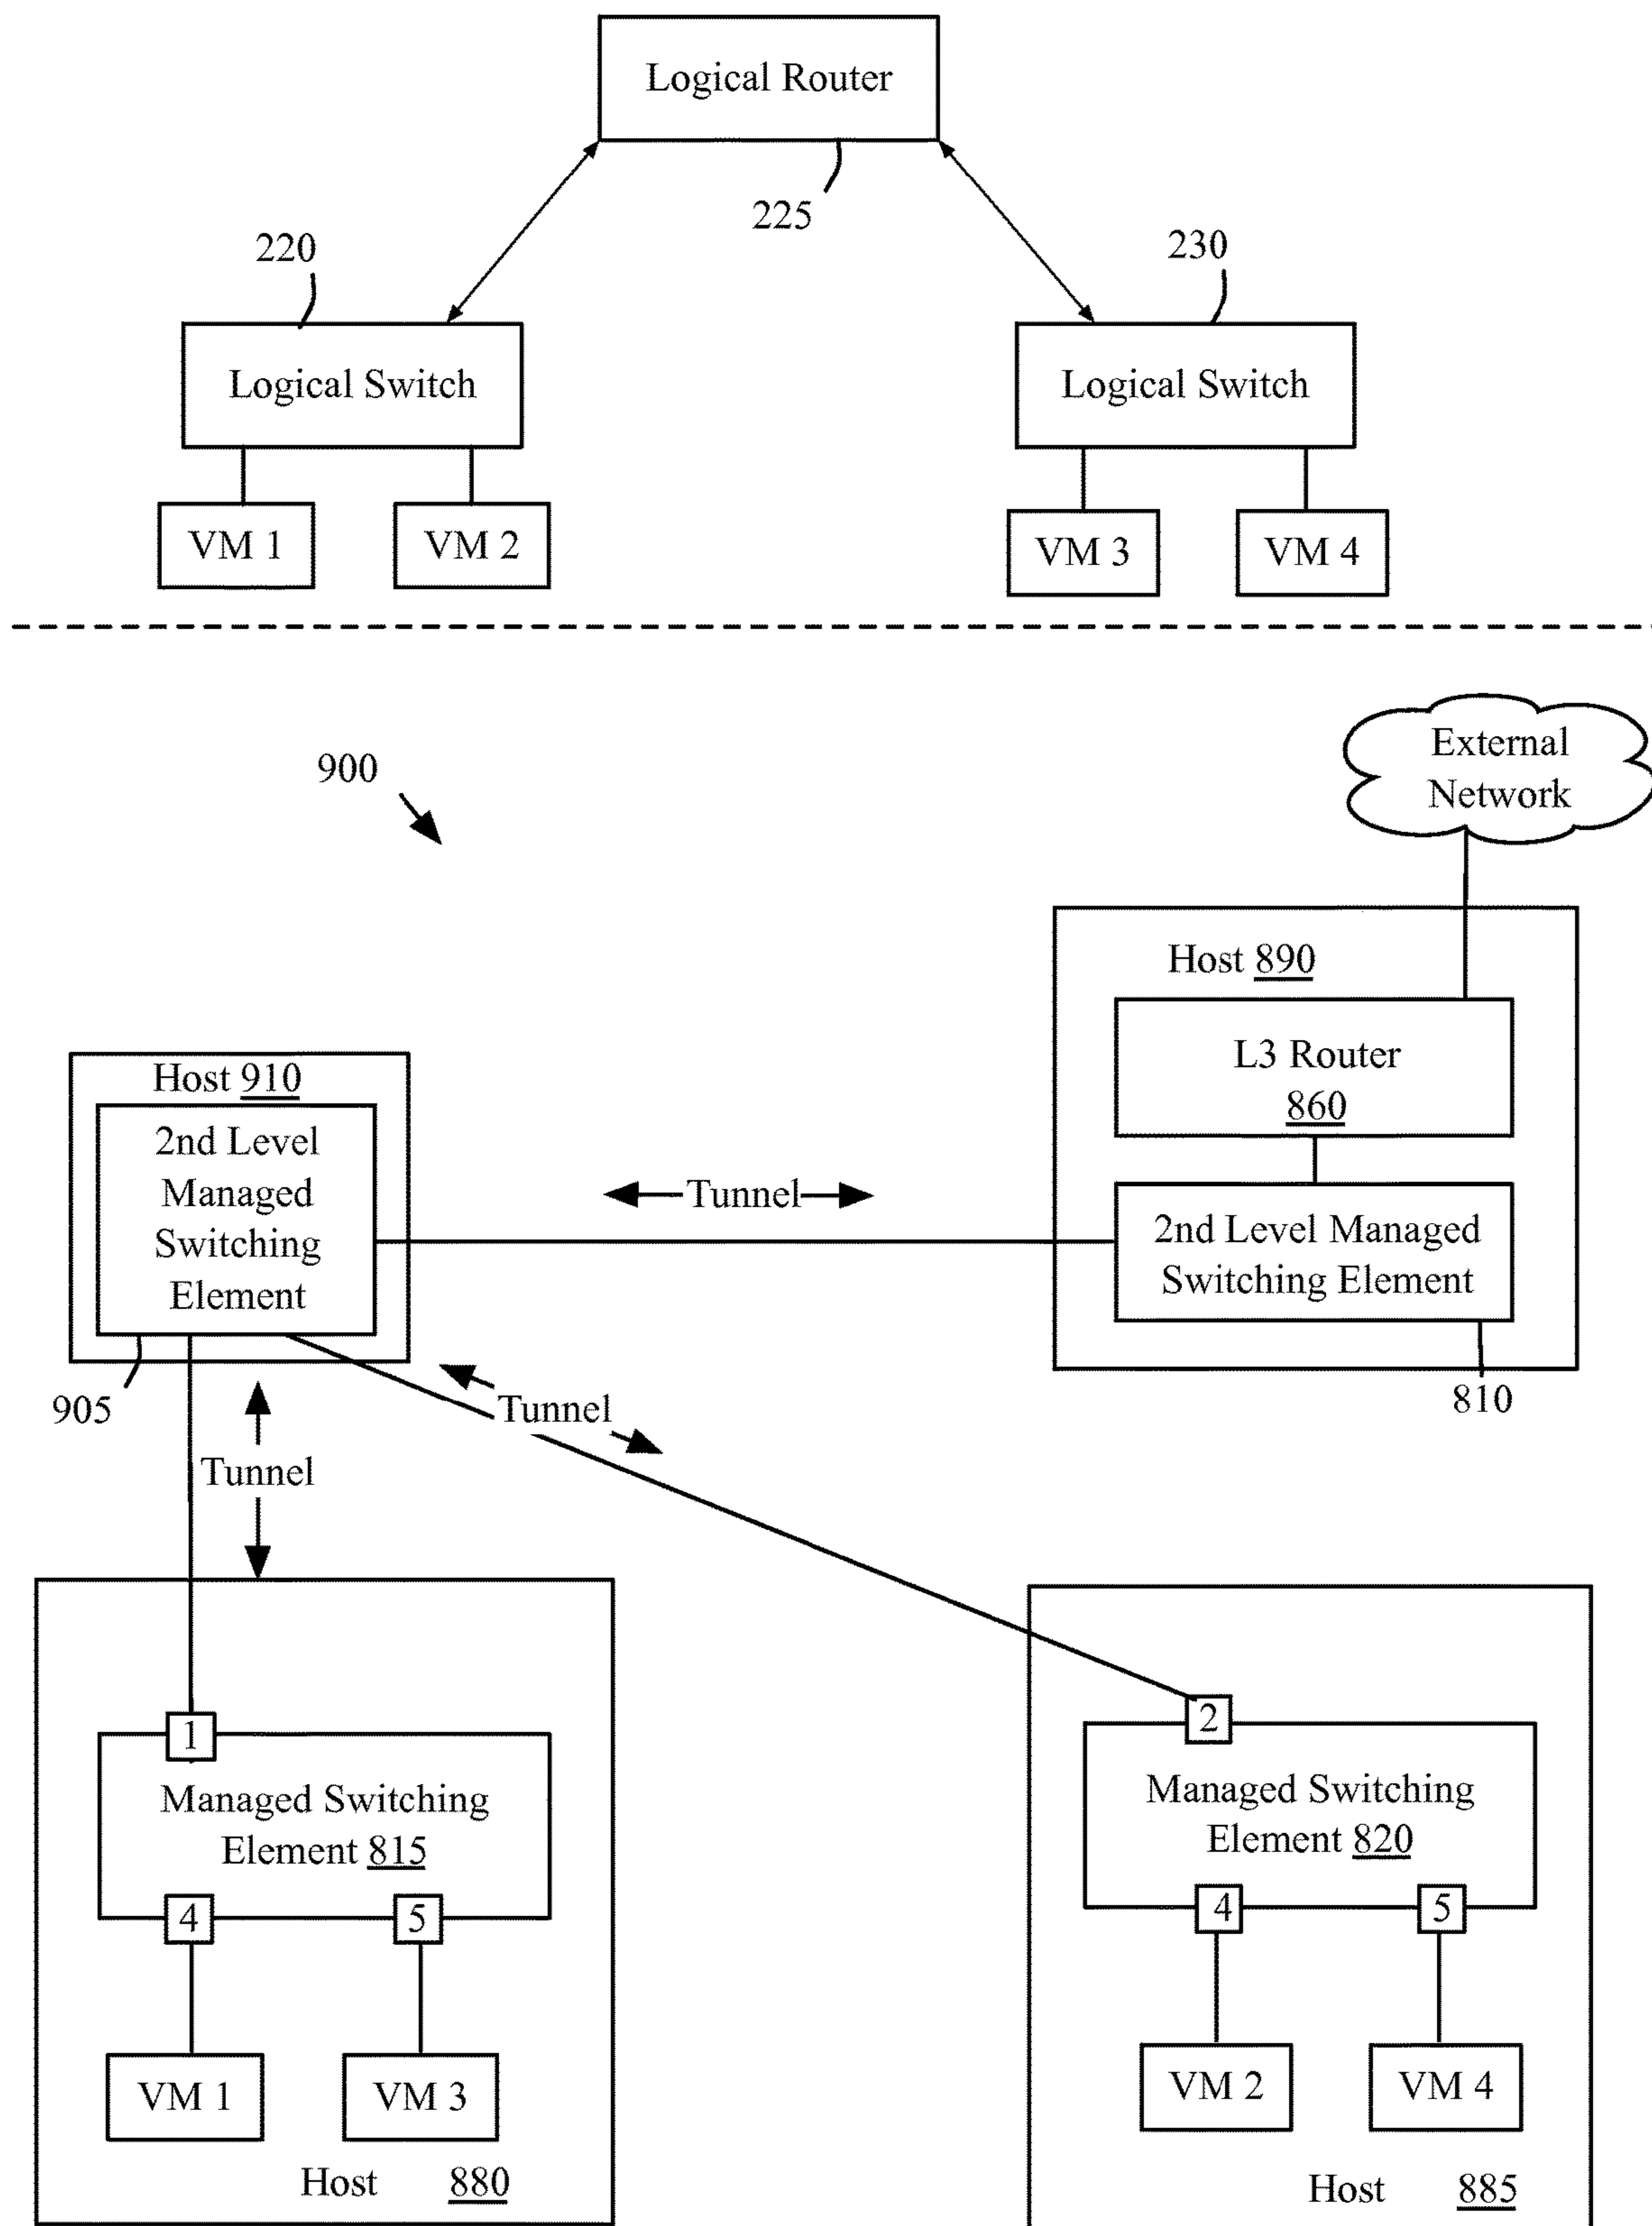 Logical Router
225
220
230
Logical Switch
Logical Switch
VM 1
VM 2
VM 3
VM 4
External
Network
900
Host 890
L3 Router
860
Host 910
2nd Level
Managed
Switching
Element
Tunnel
2nd Level Managed
Switching Element
905
810
Tunnel
Tunnel
1
2
Managed Switching
Element 815
Managed Switching
Element 820
4
5
4
5
VM 1
VM 3
VM 2
VM 4
Host 880
Host 885